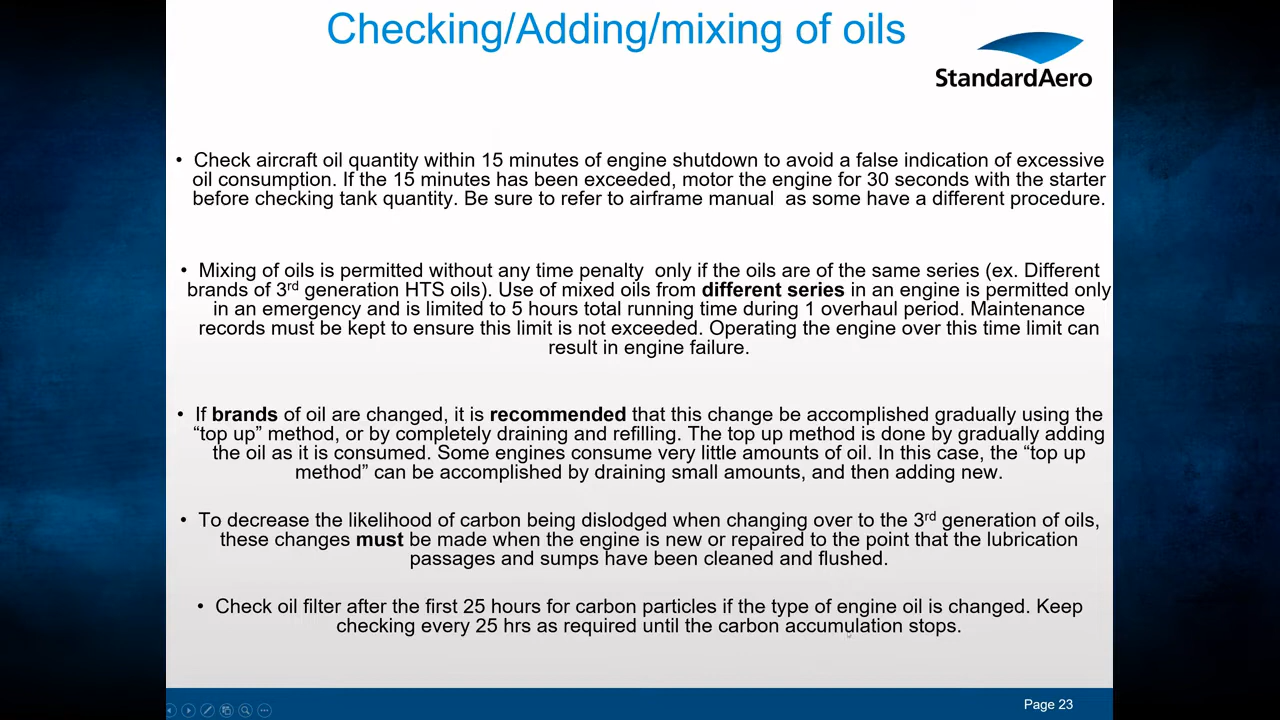 Checking/Adding/mixing of oils
StandardAero
• Check aircraft oil quantity within 15 minutes of engine shutdown to avoid a false indication of excessive
oil consumption. If the 15 minutes has been exceeded, motor the engine for 30 seconds with the starter
before checking tank quantity. Be sure to refer to airframe manual  as some have a different procedure.
• Mixing of oils is permitted without any time penalty  only if the oils are of the same series (ex. Different
brands of 3rd generation HTS oils). Use of mixed oils from different series in an engine is permitted only
in an emergency and is limited to 5 hours total running time during 1 overhaul period. Maintenance
records must be kept to ensure this limit is not exceeded. Operating the engine over this time limit can
result in engine failure.
• If brands of oil are changed, it is recommended that this change be accomplished gradually using the
“top up” method, or by completely draining and refilling. The top up method is done by gradually adding
the oil as it is consumed. Some engines consume very little amounts of oil. In this case, the “top up
method” can be accomplished by draining small amounts, and then adding new.
• To decrease the likelihood of carbon being dislodged when changing over to the 3rd generation of oils,
these changes must be made when the engine is new or repaired to the point that the lubrication
passages and sumps have been cleaned and flushed.
• Check oil filter after the first 25 hours for carbon particles if the type of engine oil is changed. Keep
checking every 25 hrs as required until the carbon accumulation stops.
Page 23